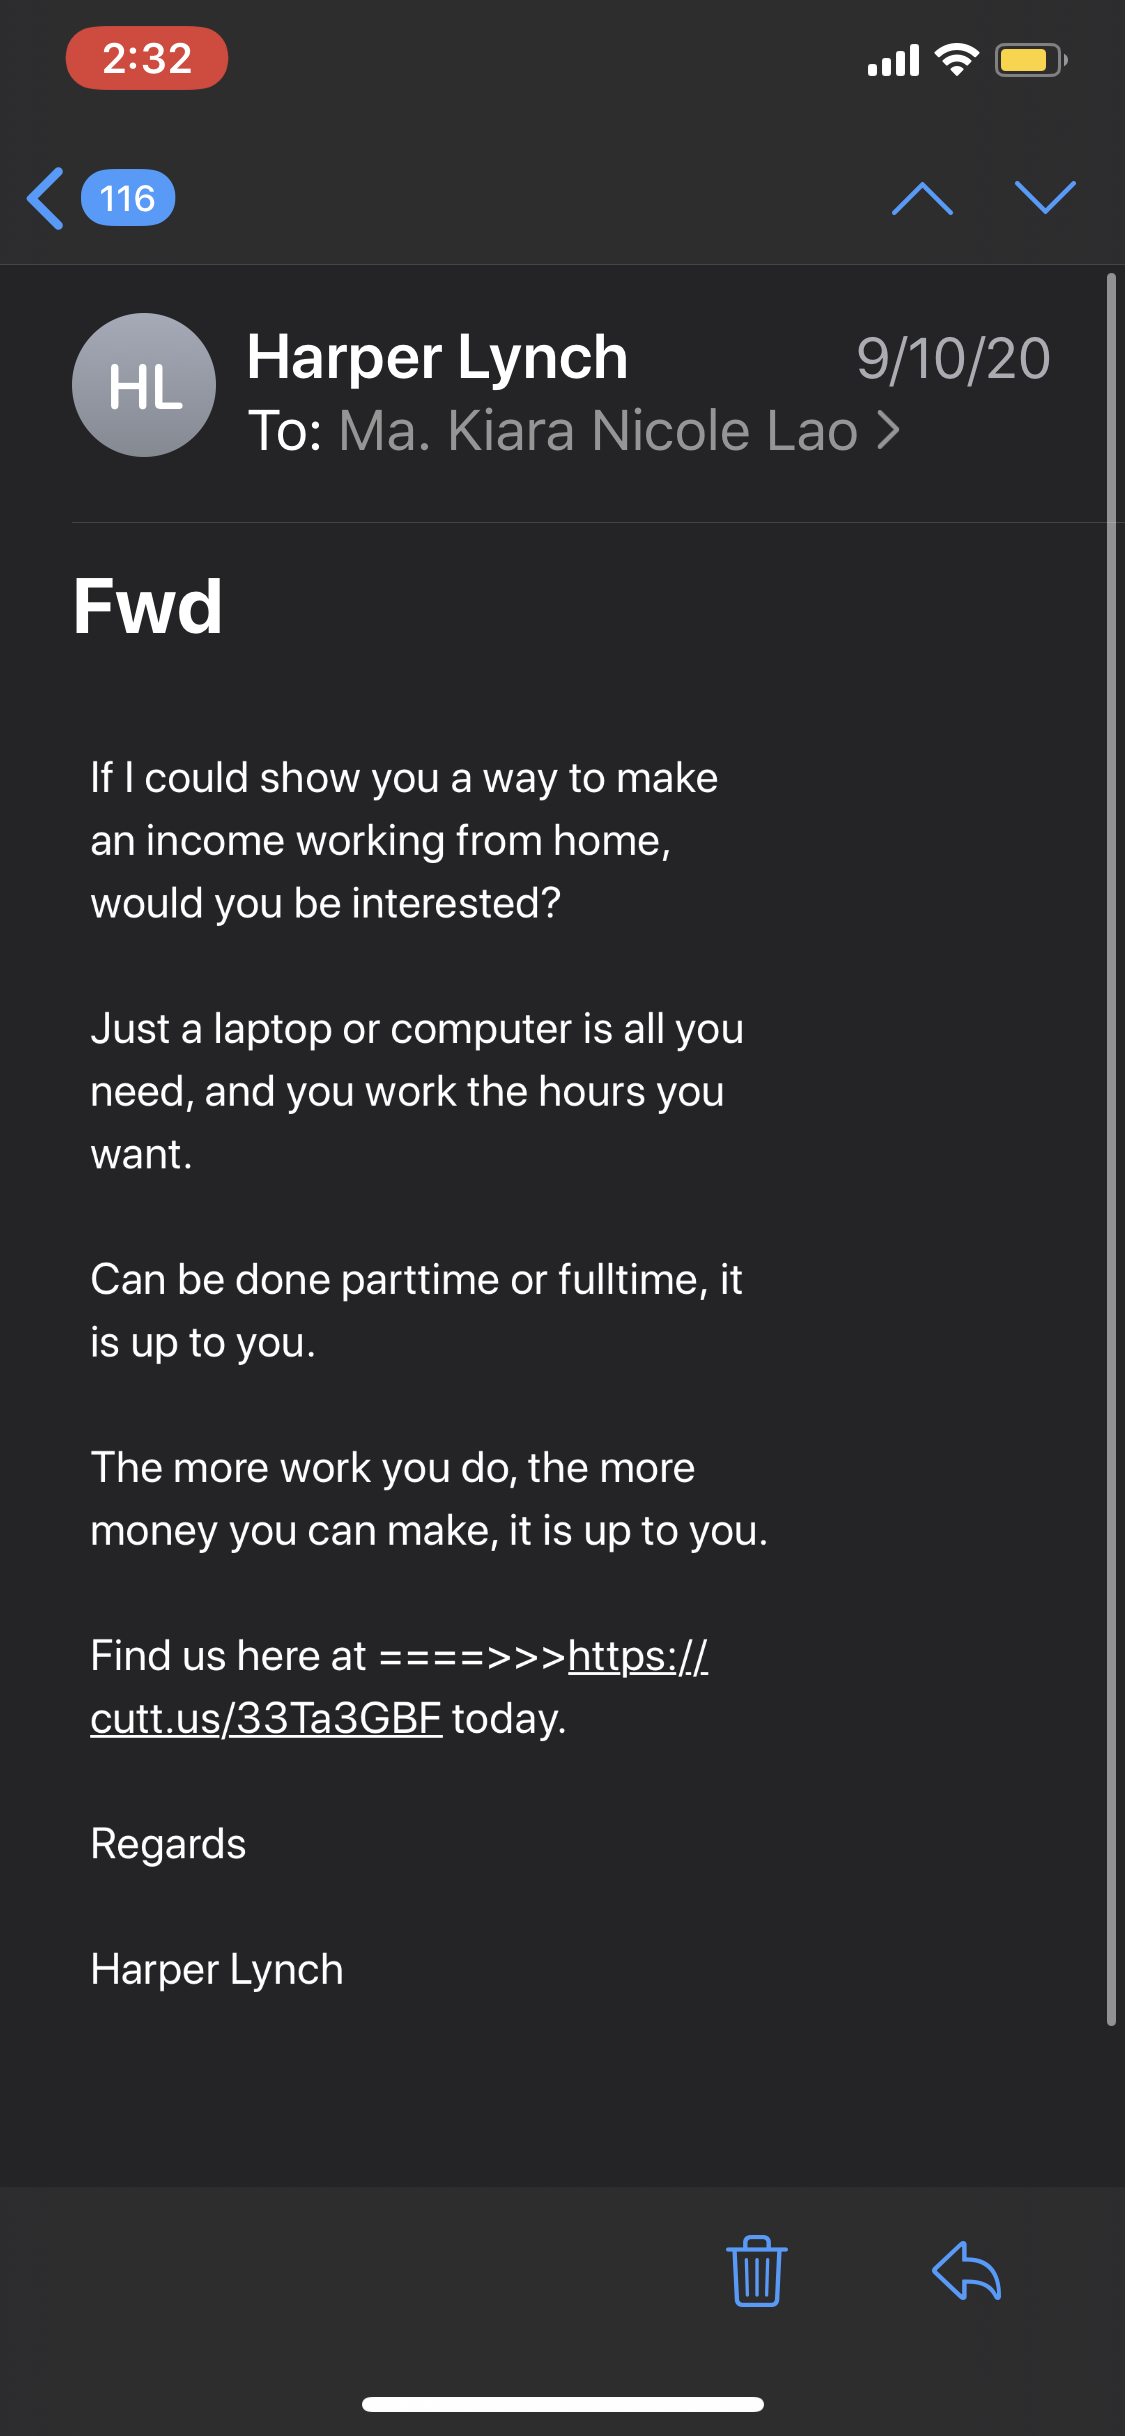 2:32
116
HL
Harper Lynch 9/10/20
To: Ma. Kiara Nicole Lao
Fwd
If I could show you a way to make
an income working from home,
would you be interested?
Just a laptop or computer is all you
need, and you work the hours you
want.
Can be done parttime or fulltime, it
is up to you.
The more work you do, the more
money you can make, it is up to you.
Find us here at ====>>>https://
cutt.us/33Ta3GBF today.
Regards
Harper Lynch